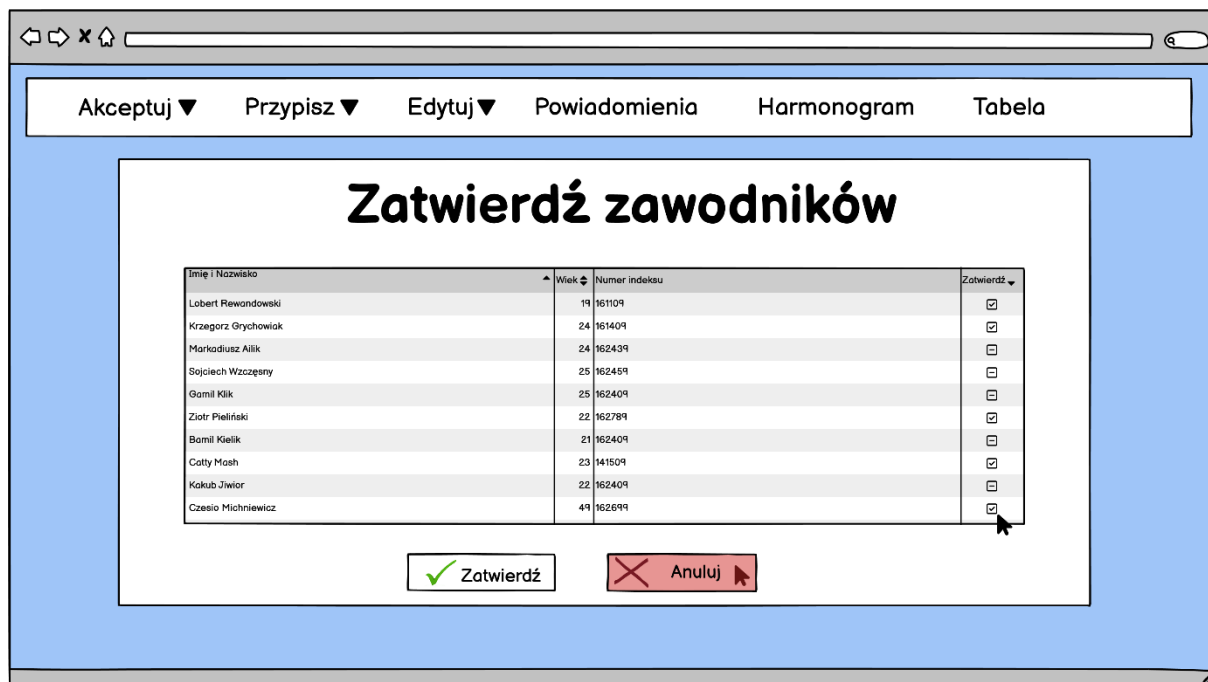 Akceptuj ▼ Przypisz ▼ Edytuj ▼ Powiadomienia Harmonogram Tabela
Zatwierdź zawodników
Imię i Nazwisko Wiek Numer indeksu Zatwierdź
Lobert Rewandowski 19 161109
Krzegorz Grychowiak 24 161409
Markadiusz Ailik 24 162439
Sojciech Wzczęsny 25 162459
Gamil Klik 25 162409
Ziotr Pieliński 22 162789
Bamil Kielik 21 162409
Catty Mash 23 141509
Kakub Jiwior 22 162409
Czesio Michniewicz 49 162699
Zatwierdź Anuluj